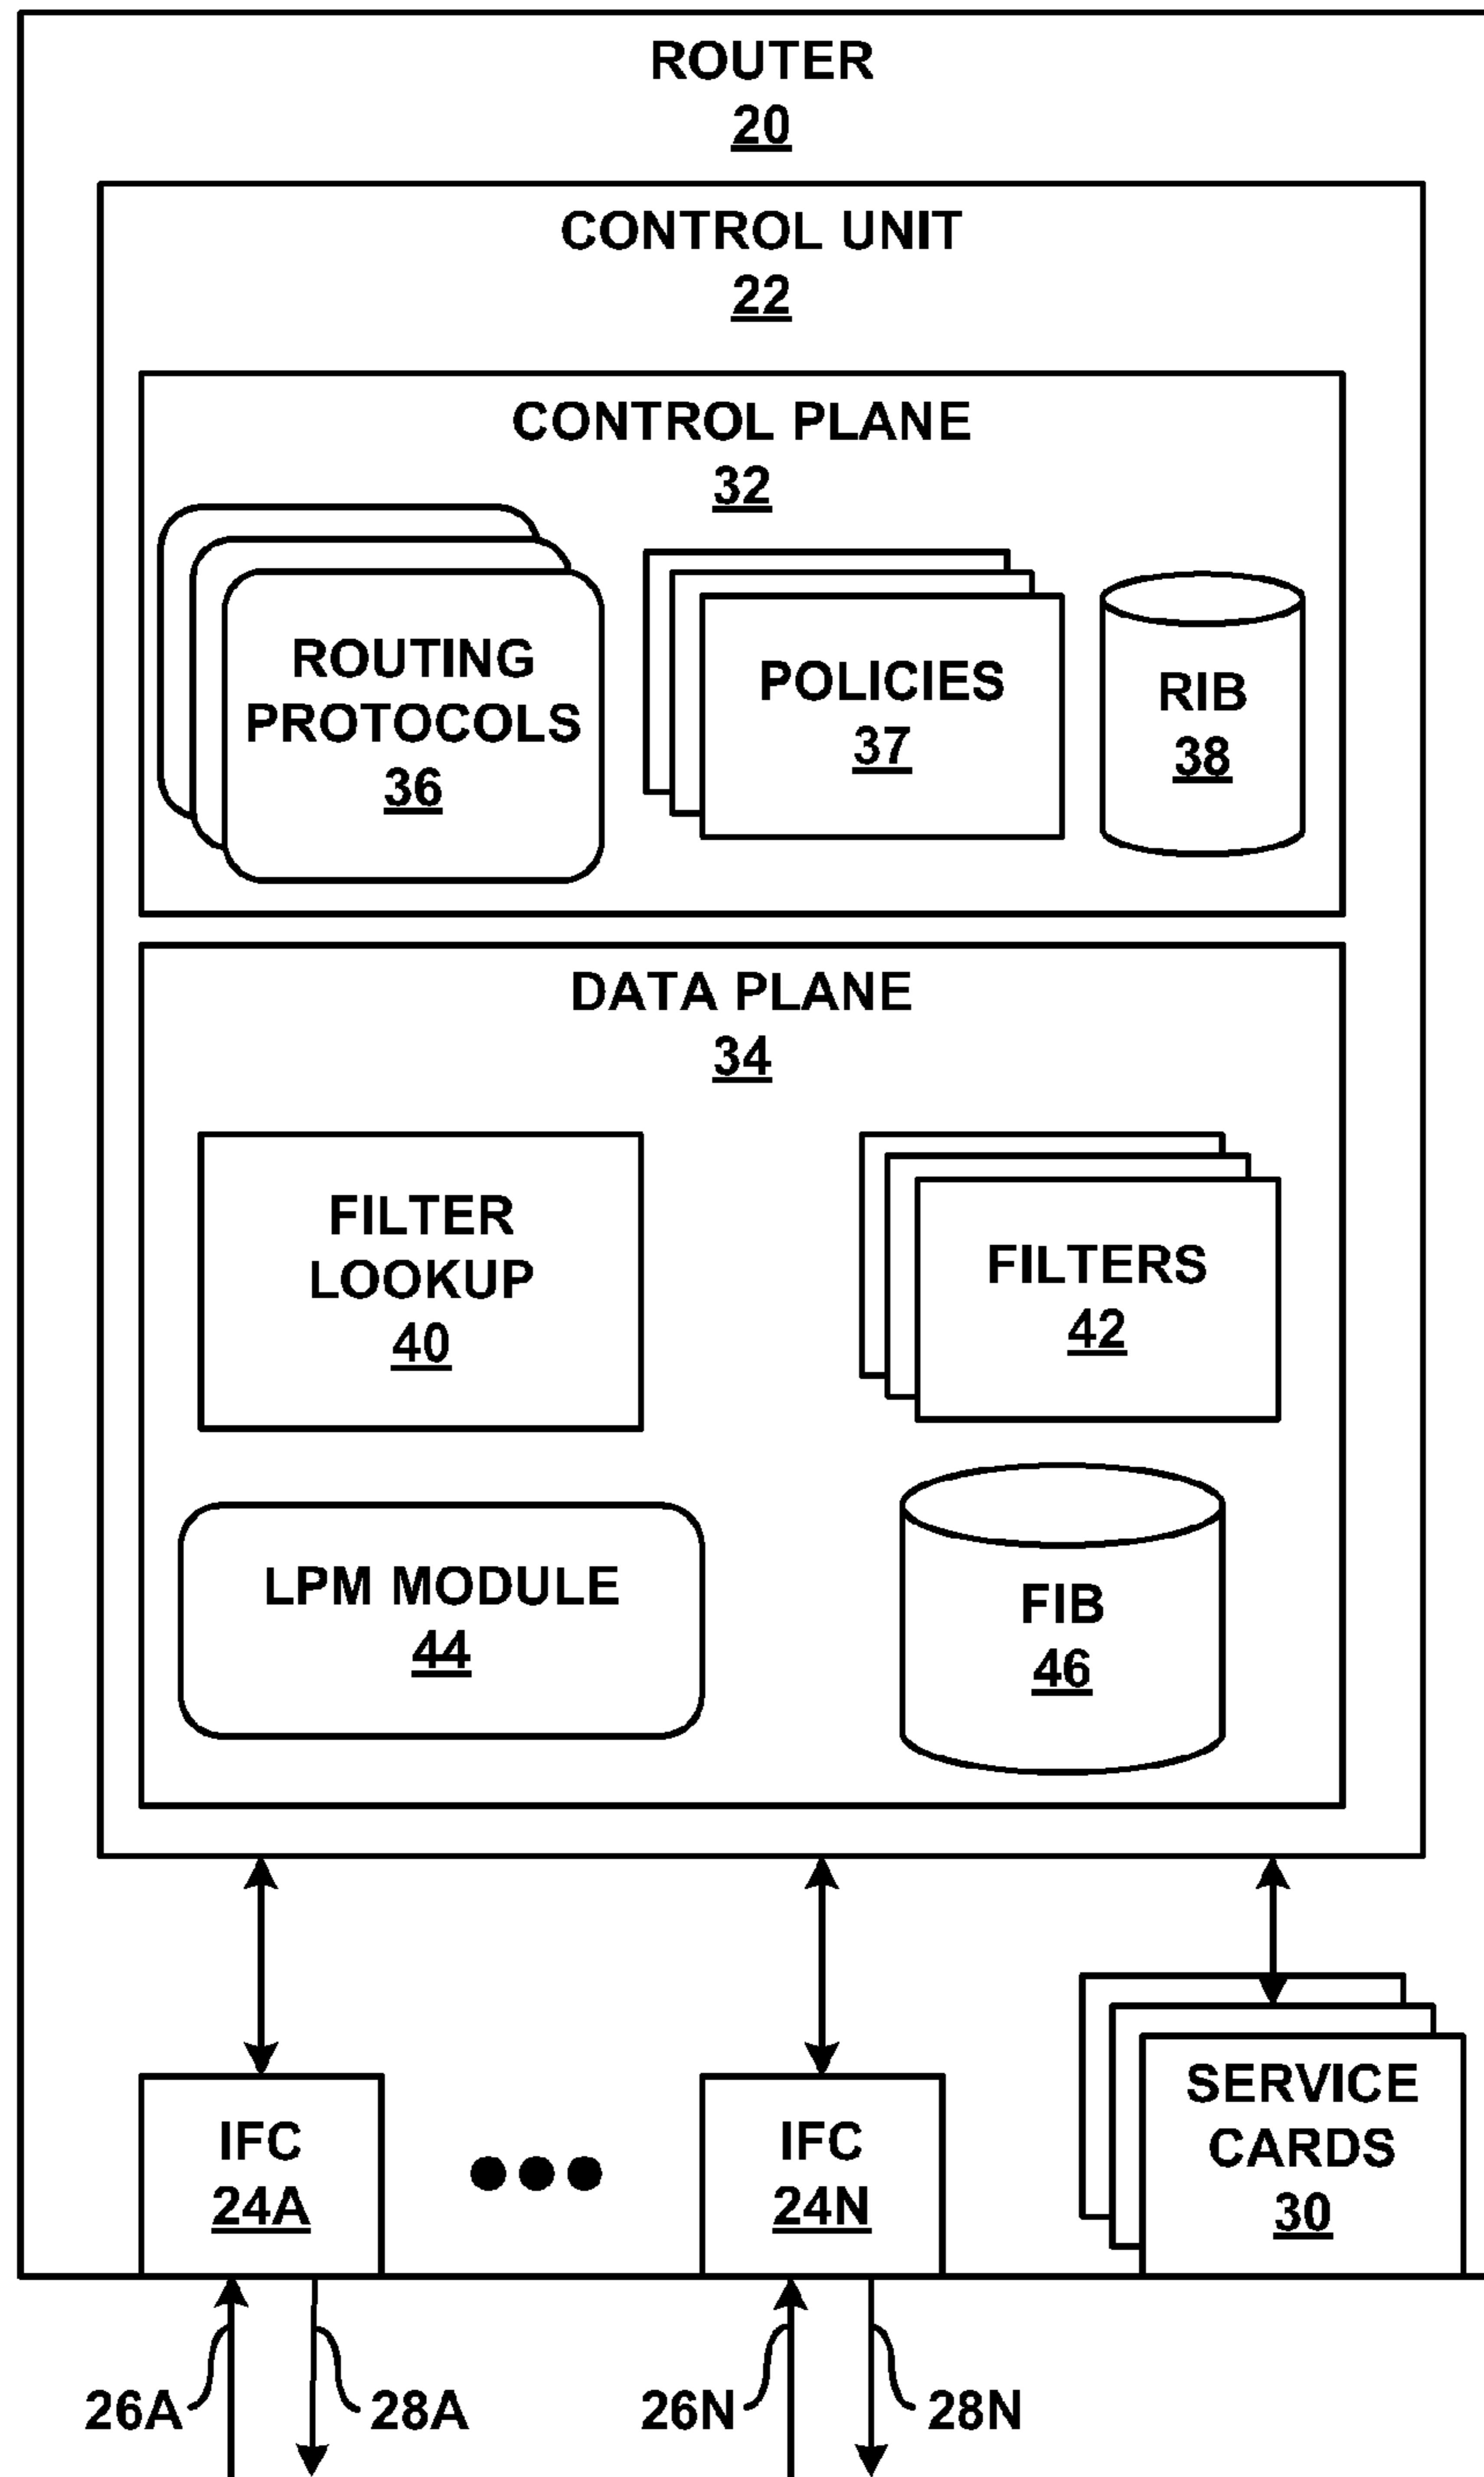 ROUTER
20
CONTROL UNIT
22
CONTROL PLANE
32
ROUTING
PROTOCOLS
36
POLICIES
37
RIB
38
DATA PLANE
34
FILTER
LOOKUP
40
FILTERS
42
LPM MODULE
44
FIB
46
IFC
24A
IFC
24N
SERVICE
CARDS
30
26A
28A
26N
28N